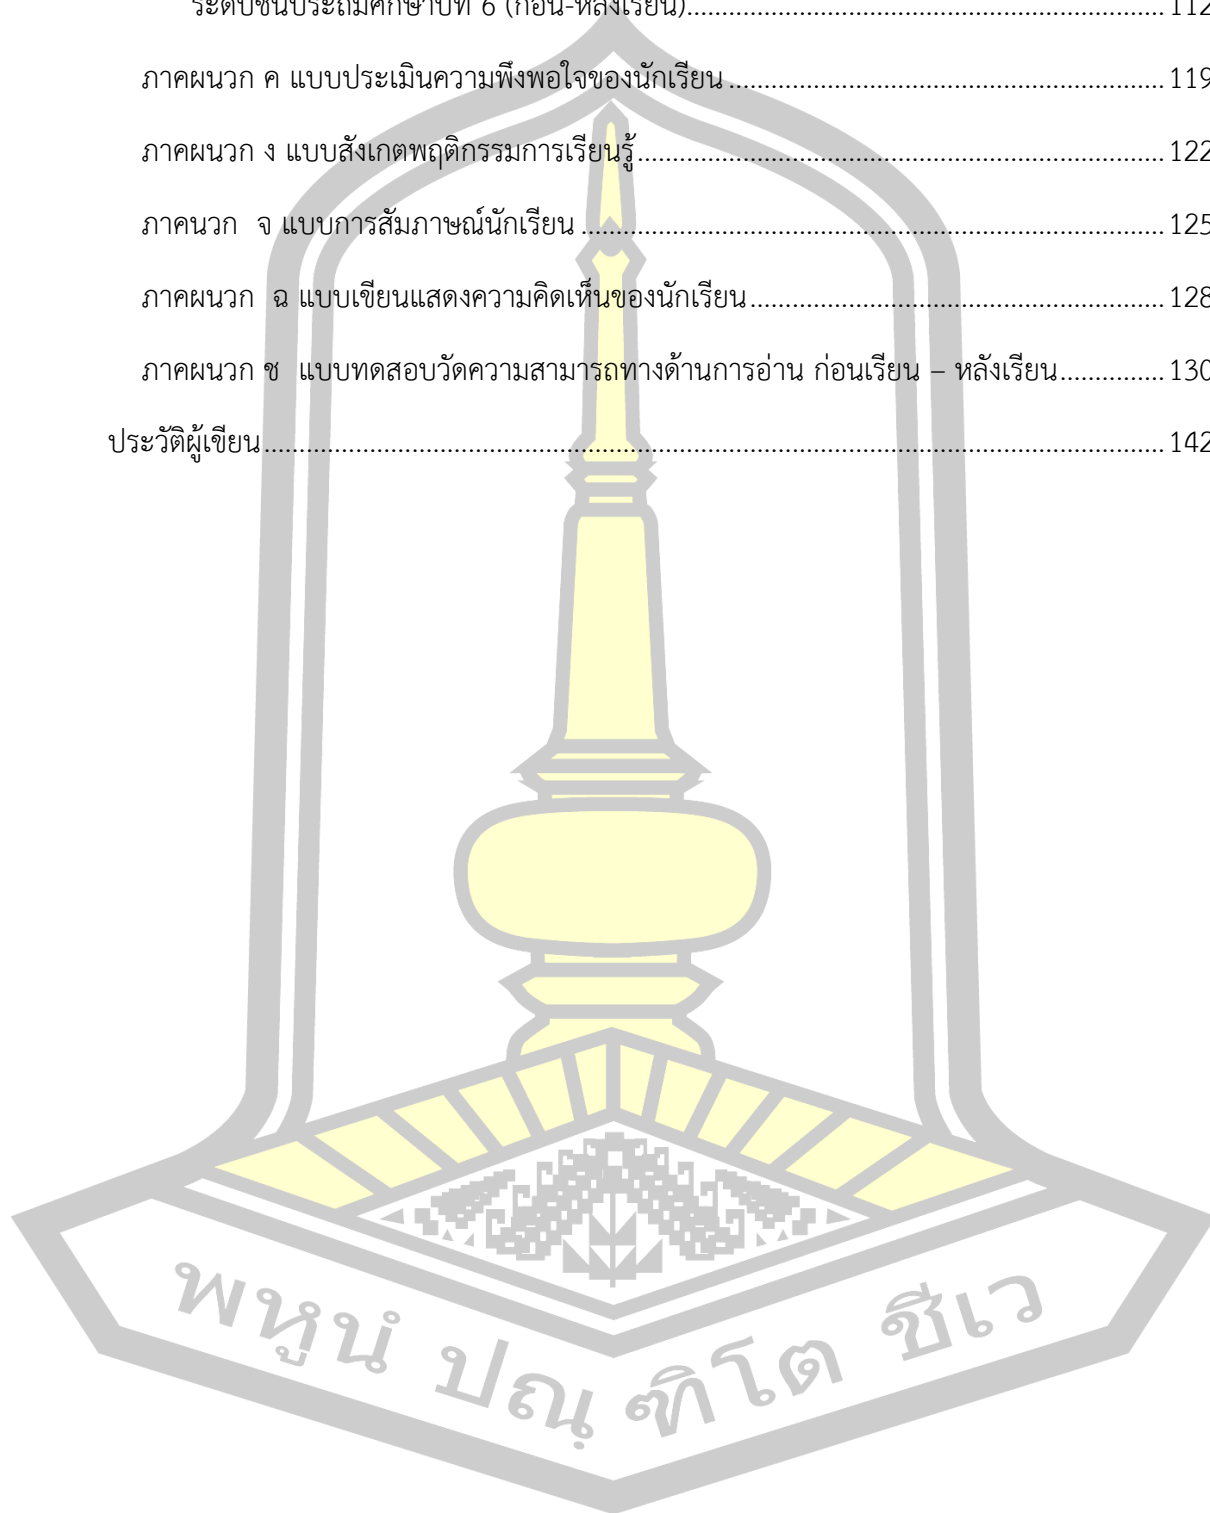 ระดับชั้นประถมศึกษาปีที่ 6 (ก่อน-หลังเรียน)........................................................................................ 112
ภาคผนวก ค แบบประเมินความพึงพอใจของนักเรียน................................................................................ 119
ภาคผนวก ง แบบสังเกตพฤติกรรมการเรียนรู้................................................................................................. 122
ภาคนวก  จ แบบการสัมภาษณ์นักเรียน........................................................................................................... 125
ภาคผนวก  ฉ แบบเขียนแสดงความคิดเห็นของนักเรียน............................................................................. 128
ภาคผนวก ช  แบบทดสอบวัดความสามารถทางด้านการอ่าน ก่อนเรียน – หลังเรียน................... 130
ประวัติผู้เขียน........................................................................................................................................................ 142
พหูนํ ปณฺฑิโต ชีเว